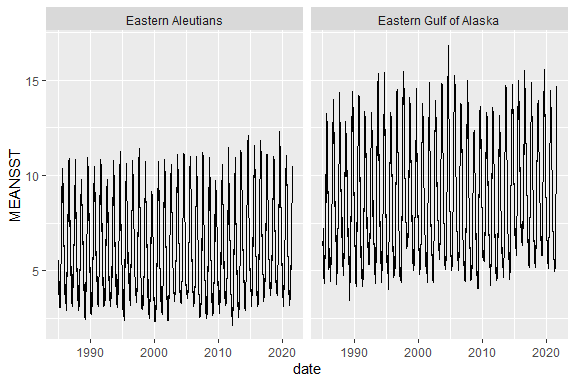 Eastern Aleutians
Eastern Gulf of Alaska
15
10
5
MEANSST
1990 2000 2010 2020
1990 2000 2010 2020
date